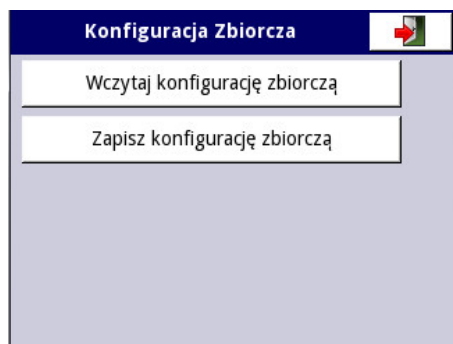 Konfiguracja Zbiorcza
Wczytaj konfigurację zbiorczą
Zapisz konfigurację zbiorczą